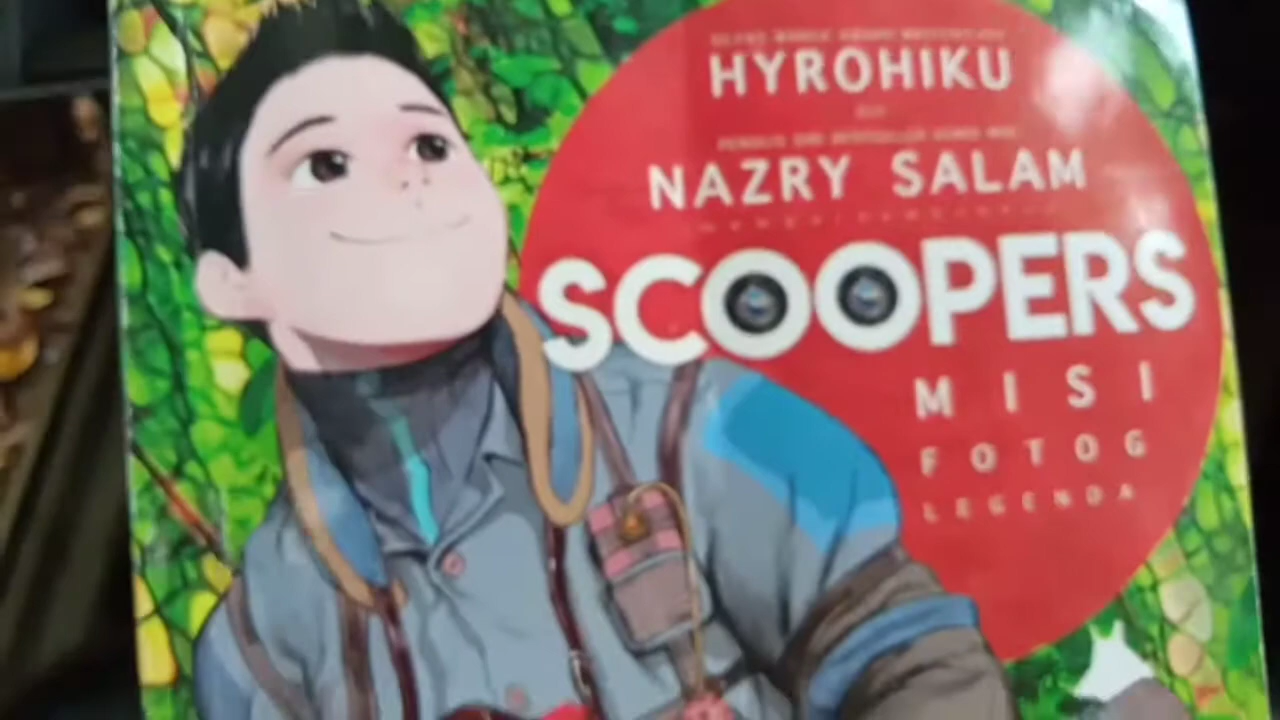 HYROHIKU
NAZRY SALAM
SCOOPERS
MISI
FOTOG
LEGENDA